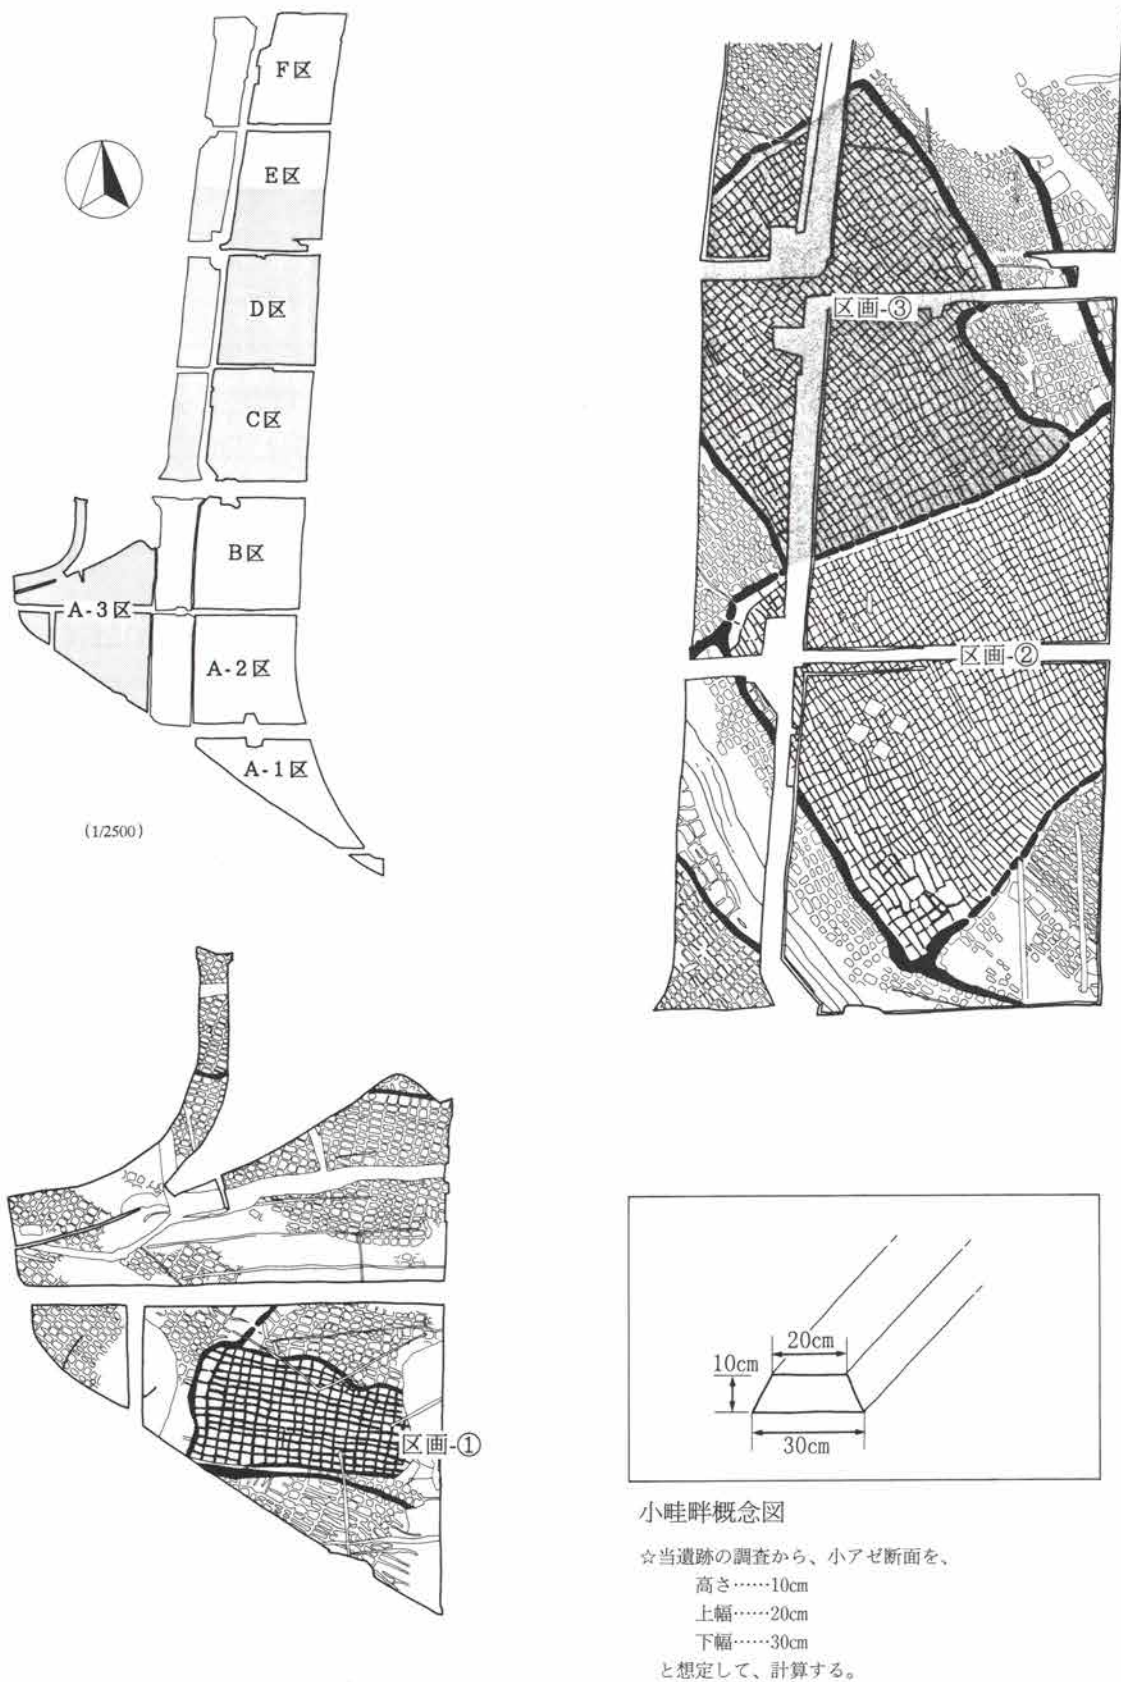 F区
E区
D区
C区
B区
A-3区
A-2区
A-1区
(1/2500)
区画-③
区画-②
区画-①
20cm
10cm
30cm
小畦畔概念図
☆当遺跡の調査から、小アゼ断面を、
高さ……10cm
上幅……20cm
下幅……30cm
と想定して、計算する。